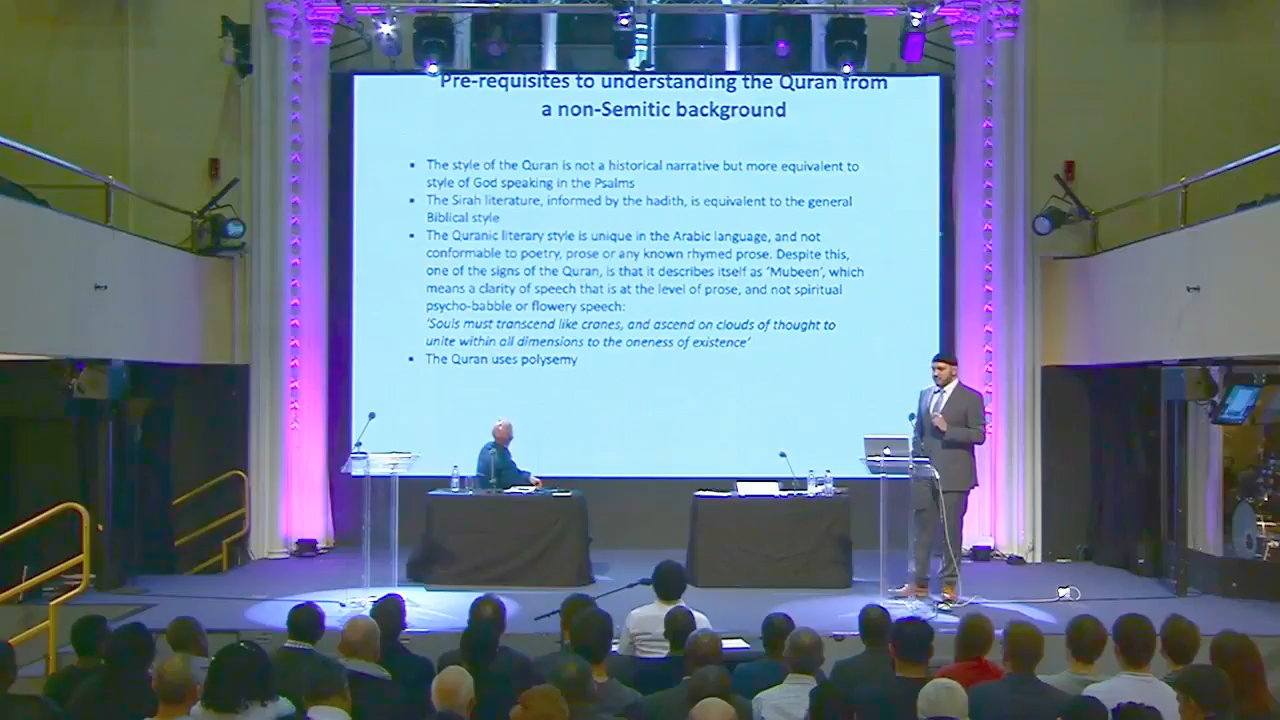 Pre-requisites to understanding the Quran from
a non-Semitic background
▪ The style of the Quran is not a historical narrative but more equivalent to
style of God speaking in the Psalms
▪ The Sirah literature, informed by the hadith, is equivalent to the general
Biblical style
▪ The Quranic literary style is unique in the Arabic language, and not
conformable to poetry, prose or any known rhymed prose. Despite this,
one of the signs of the Quran, is that it describes itself as ‘Mubeen’, which
means a clarity of speech that is at the level of prose, and not spiritual
psycho-babble or flowery speech:
‘Souls must transcend like cranes, and ascend on clouds of thought to
unite within all dimensions to the oneness of existence’
▪ The Quran uses polysemy